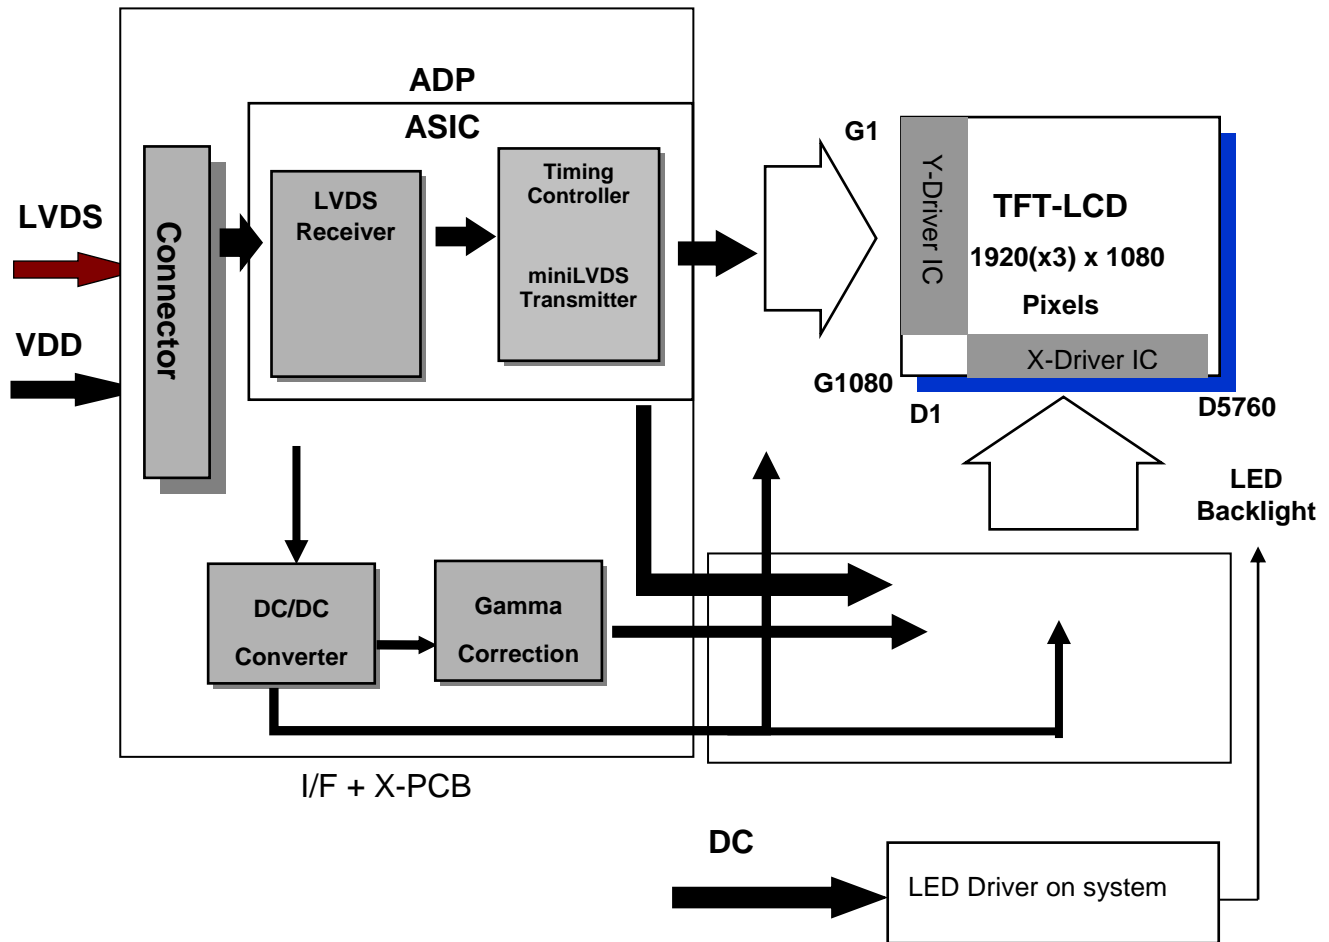 ADP
ASIC
LVDS
VDD
Connector
LVDS
Receiver
Timing
Controller
miniLVDS
Transmitter
G1
G1080
Y-Driver IC
TFT-LCD
1920(x3) x 1080
Pixels
X-Driver IC
D1
D5760
LED
Backlight
DC/DC
Converter
Gamma
Correction
I/F + X-PCB
DC
LED Driver on system